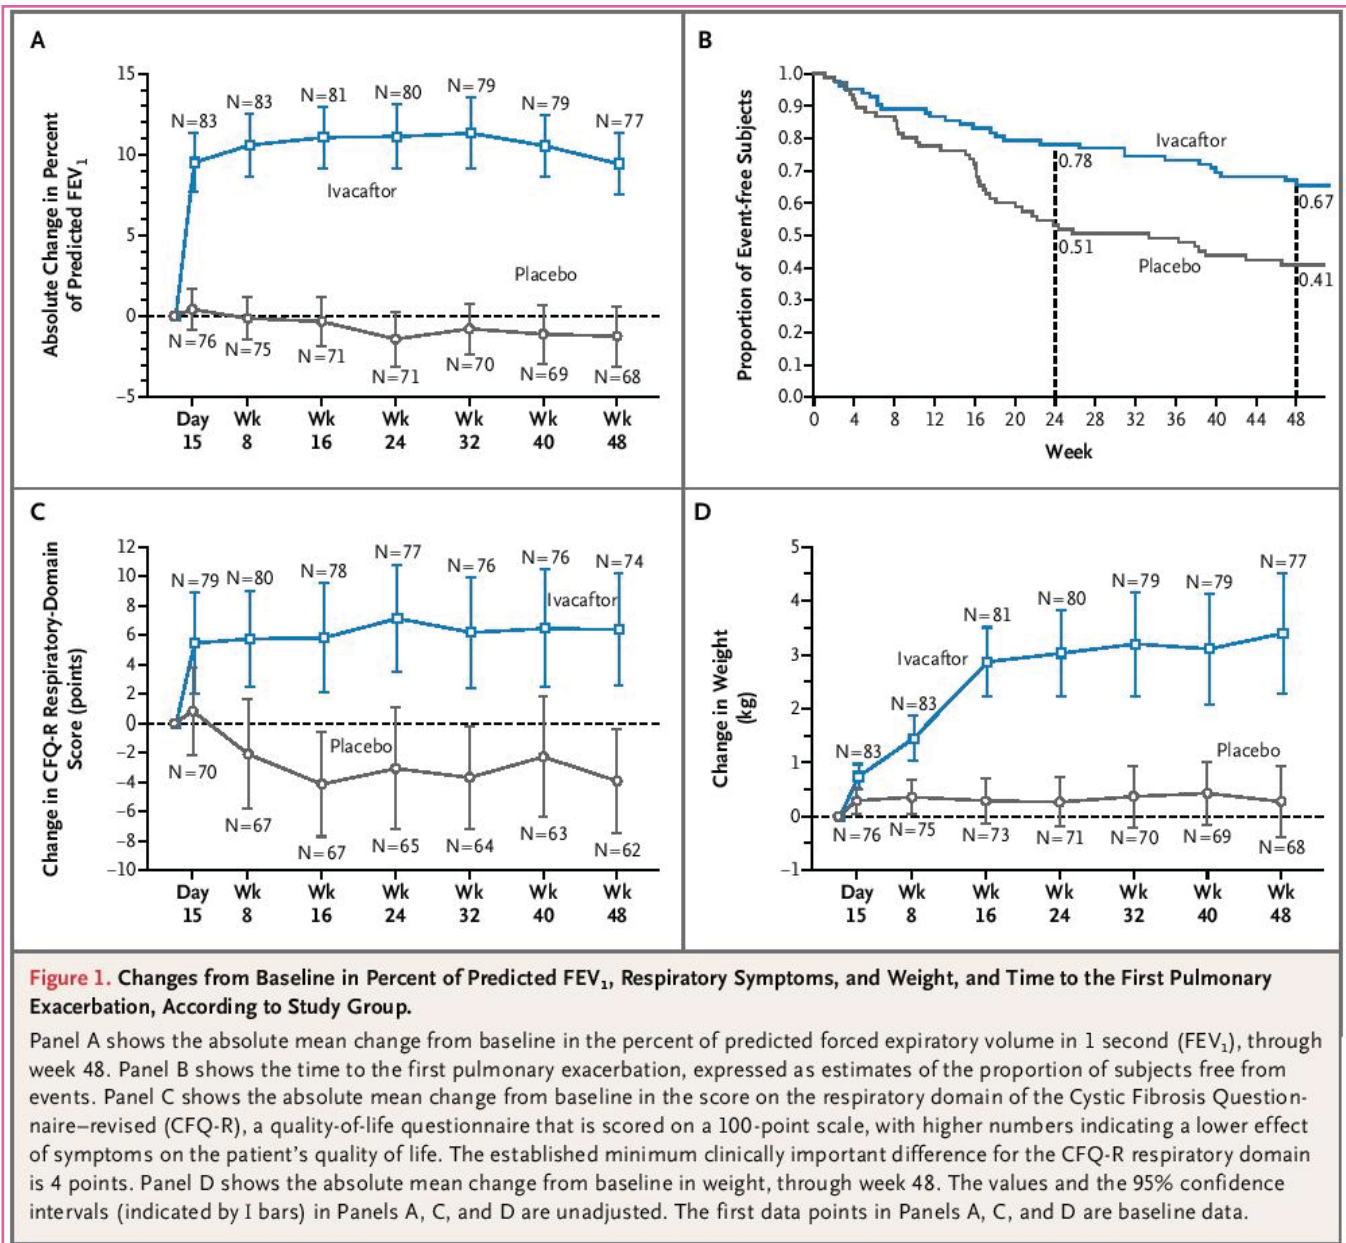 A
Absolute Change in Percent
of Predicted FEV₁
15
10
5
0
−5
N=83
N=83
N=81
N=80
N=79
N=79
N=77
Ivacaftor
Placebo
N=76
N=75
N=71
N=71
N=70
N=69
N=68
Day Wk Wk Wk Wk Wk Wk
15 8 16 24 32 40 48
B
Proportion of Event-free Subjects
1.0
0.9
0.8
0.7
0.6
0.5
0.4
0.3
0.2
0.1
0.0
Ivacaftor
0.78
0.67
0.51
Placebo
0.41
0 4 8 12 16 20 24 28 32 36 40 44 48
Week
C
Change in CFQ-R Respiratory-Domain
Score (points)
12
10
8
6
4
2
0
−2
−4
−6
−8
−10
N=79
N=80
N=78
N=77
N=76
N=76
N=74
Ivacaftor
Placebo
N=70
N=67
N=67
N=65
N=64
N=63
N=62
Day Wk Wk Wk Wk Wk Wk
15 8 16 24 32 40 48
D
Change in Weight
(kg)
5
4
3
2
1
0
−1
N=83
N=83
N=81
N=80
N=79
N=79
N=77
Ivacaftor
Placebo
N=76
N=75
N=73
N=71
N=70
N=69
N=68
Day Wk Wk Wk Wk Wk Wk
15 8 16 24 32 40 48
Figure 1. Changes from Baseline in Percent of Predicted FEV₁, Respiratory Symptoms, and Weight, and Time to the First Pulmonary
Exacerbation, According to Study Group.
Panel A shows the absolute mean change from baseline in the percent of predicted forced expiratory volume in 1 second (FEV₁), through
week 48. Panel B shows the time to the first pulmonary exacerbation, expressed as estimates of the proportion of subjects free from
events. Panel C shows the absolute mean change from baseline in the score on the respiratory domain of the Cystic Fibrosis Question-
naire–revised (CFQ-R), a quality-of-life questionnaire that is scored on a 100-point scale, with higher numbers indicating a lower effect
of symptoms on the patient's quality of life. The established minimum clinically important difference for the CFQ-R respiratory domain
is 4 points. Panel D shows the absolute mean change from baseline in weight, through week 48. The values and the 95% confidence
intervals (indicated by I bars) in Panels A, C, and D are unadjusted. The first data points in Panels A, C, and D are baseline data.